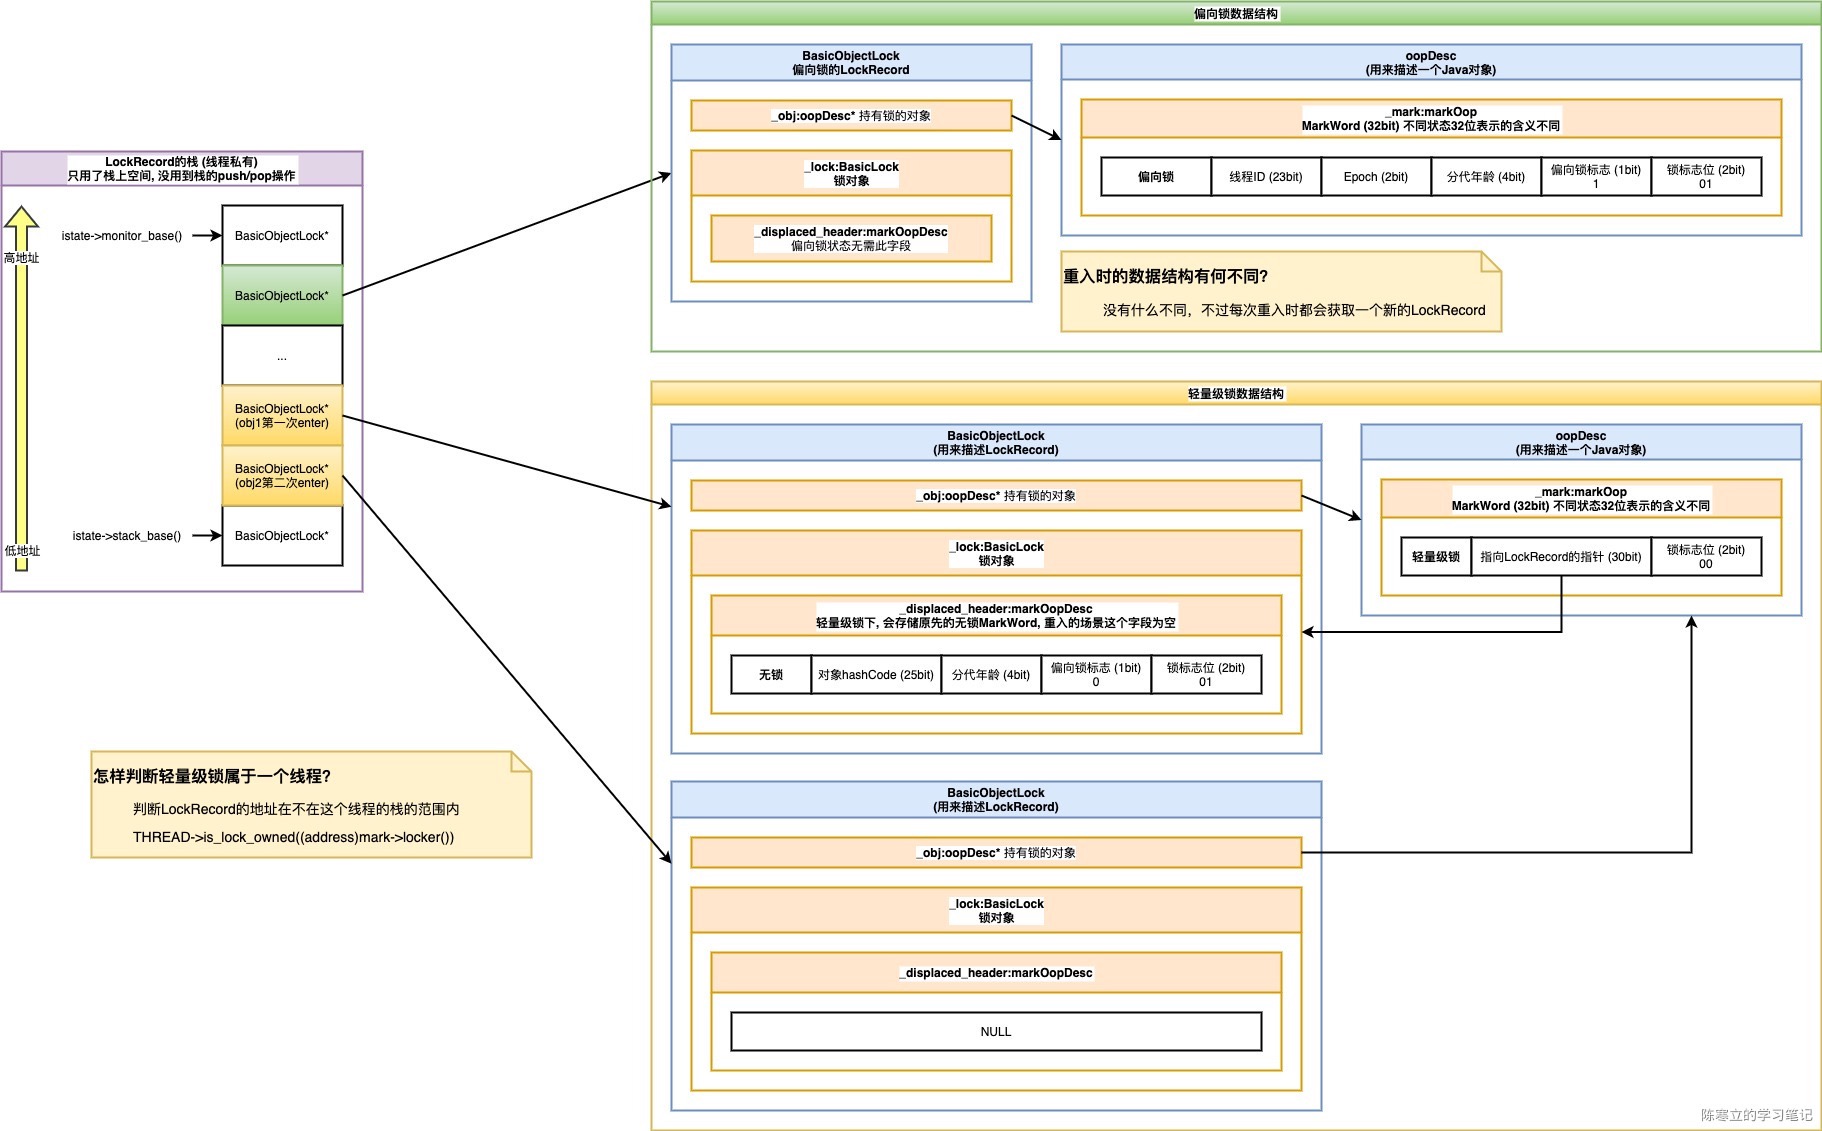 LockRecord的栈 (线程私有)
只用了栈上空间, 没用到栈的push/pop操作
高地址
低地址
istate->monitor_base()
BasicObjectLock*
BasicObjectLock*
...
BasicObjectLock*
(obj1第一次enter)
BasicObjectLock*
(obj2第二次enter)
istate->stack_base()
BasicObjectLock*
怎样判断轻量级锁属于一个线程?
判断LockRecord的地址在不在这个线程的栈的范围内
THREAD->is_lock_owned((address)mark->locker())
偏向锁数据结构
BasicObjectLock
偏向锁的LockRecord
_obj:oopDesc* 持有锁的对象
_lock:BasicLock
锁对象
_displaced_header:markOopDesc
偏向锁状态无需此字段
oopDesc
(用来描述一个Java对象)
_mark:markOop
MarkWord (32bit) 不同状态32位表示的含义不同
偏向锁
线程ID (23bit)
Epoch (2bit)
分代年龄 (4bit)
偏向锁标志 (1bit)
1
锁标志位 (2bit)
01
重入时的数据结构有何不同?
没有什么不同，不过每次重入时都会获取一个新的LockRecord
轻量级锁数据结构
BasicObjectLock
(用来描述LockRecord)
_obj:oopDesc* 持有锁的对象
_lock:BasicLock
锁对象
_displaced_header:markOopDesc
轻量级锁下, 会存储原先的无锁MarkWord, 重入的场景这个字段为空
无锁
对象hashCode (25bit)
分代年龄 (4bit)
偏向锁标志 (1bit)
0
锁标志位 (2bit)
01
oopDesc
(用来描述一个Java对象)
_mark:markOop
MarkWord (32bit) 不同状态32位表示的含义不同
轻量级锁
指向LockRecord的指针 (30bit)
锁标志位 (2bit)
00
BasicObjectLock
(用来描述LockRecord)
_obj:oopDesc* 持有锁的对象
_lock:BasicLock
锁对象
_displaced_header:markOopDesc
NULL
陈寒立的学习笔记